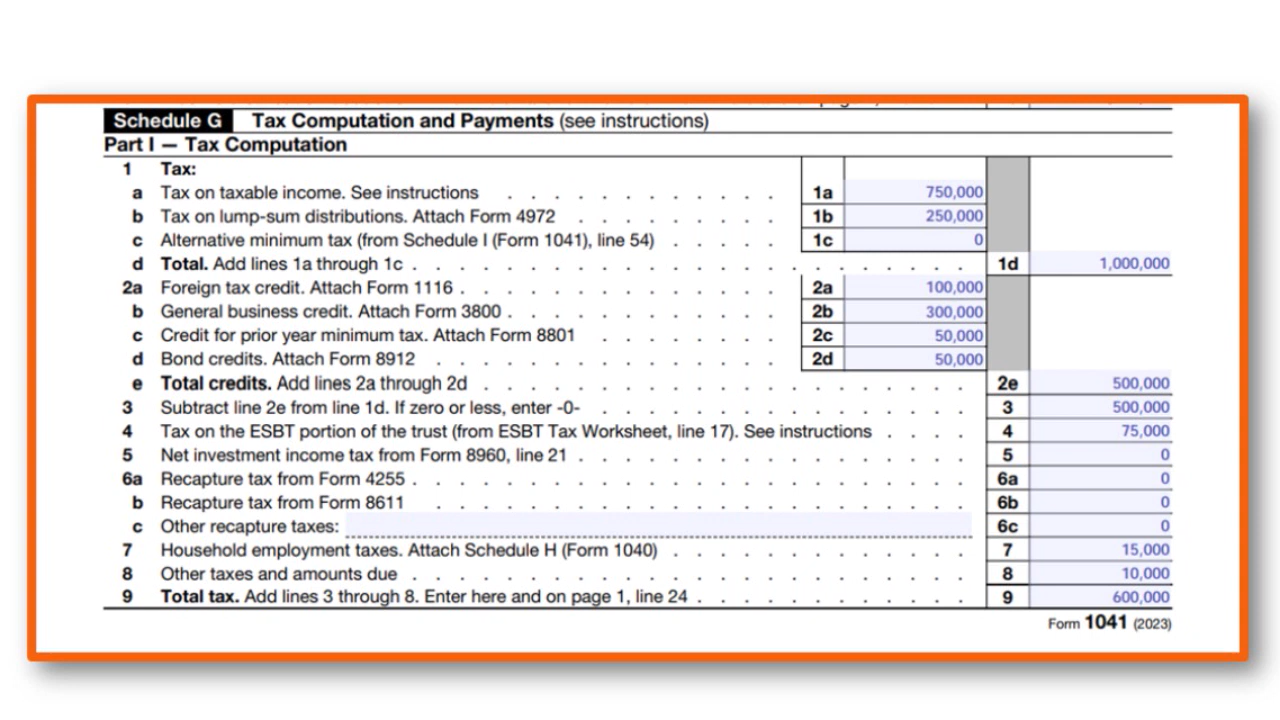 Schedule G Tax Computation and Payments (see instructions)
Part I — Tax Computation
1 Tax:
a Tax on taxable income. See instructions . . . . . . . . . . . . 1a 750,000
b Tax on lump-sum distributions. Attach Form 4972 . . . . . . . . . 1b 250,000
c Alternative minimum tax (from Schedule I (Form 1041), line 54) . . . . . 1c 0
d Total. Add lines 1a through 1c . . . . . . . . . . . . . . . . . . . . . . . . 1d 1,000,000
2a Foreign tax credit. Attach Form 1116 . . . . . . . . . . . . . . 2a 100,000
b General business credit. Attach Form 3800 . . . . . . . . . . . . 2b 300,000
c Credit for prior year minimum tax. Attach Form 8801 . . . . . . . . 2c 50,000
d Bond credits. Attach Form 8912 . . . . . . . . . . . . . . . 2d 50,000
e Total credits. Add lines 2a through 2d . . . . . . . . . . . . . . . . . . . . . 2e 500,000
3 Subtract line 2e from line 1d. If zero or less, enter -0- . . . . . . . . . . . . . . . . 3 500,000
4 Tax on the ESBT portion of the trust (from ESBT Tax Worksheet, line 17). See instructions . . . . 4 75,000
5 Net investment income tax from Form 8960, line 21 . . . . . . . . . . . . . . . . . 5 0
6a Recapture tax from Form 4255 . . . . . . . . . . . . . . . . . . . . . . . . 6a 0
b Recapture tax from Form 8611 . . . . . . . . . . . . . . . . . . . . . . . 6b 0
c Other recapture taxes: 6c 0
7 Household employment taxes. Attach Schedule H (Form 1040) . . . . . . . . . . . . . 7 15,000
8 Other taxes and amounts due . . . . . . . . . . . . . . . . . . . . . . . . 8 10,000
9 Total tax. Add lines 3 through 8. Enter here and on page 1, line 24 . . . . . . . . . . . . 9 600,000
Form 1041 (2023)